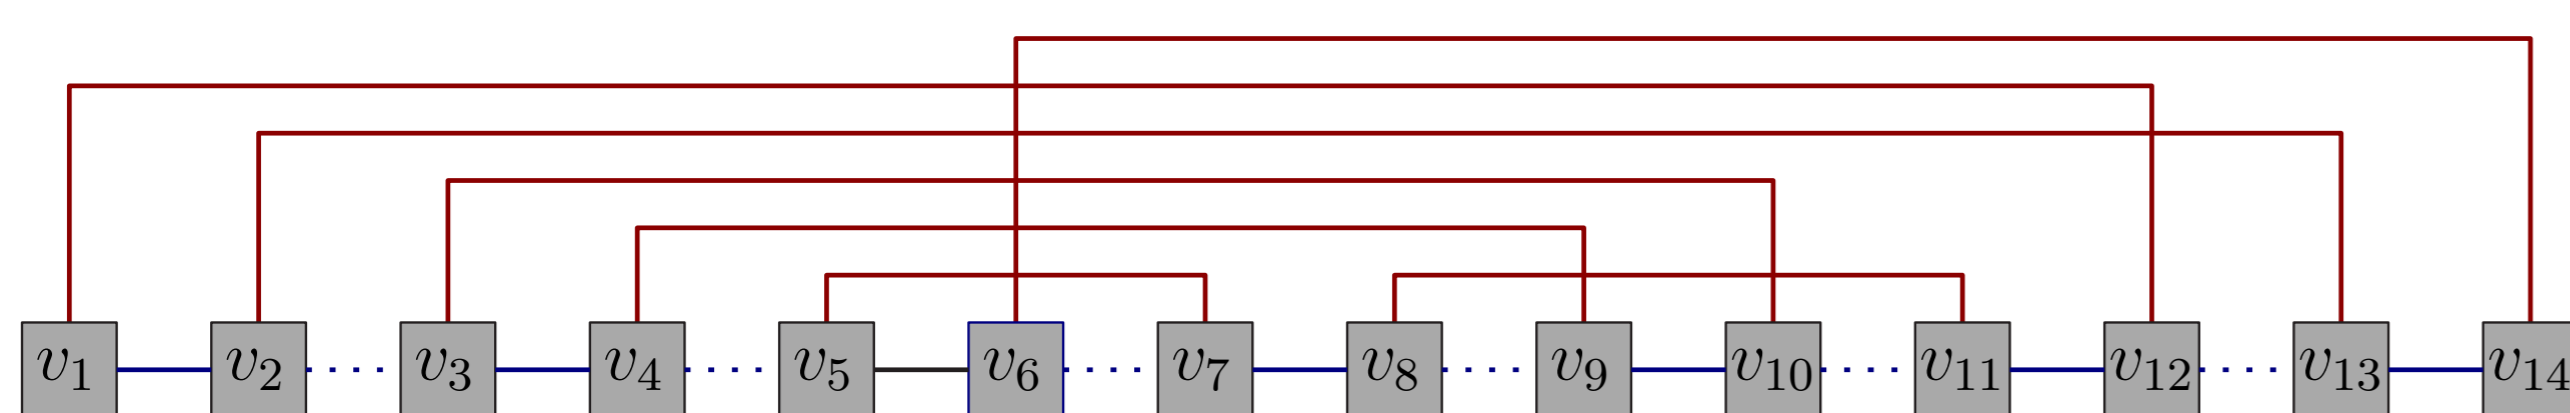 v₁ v₂ v₃ v₄ v₅ v₆ v₇ v₈ v₉ v₁₀ v₁₁ v₁₂ v₁₃ v₁₄